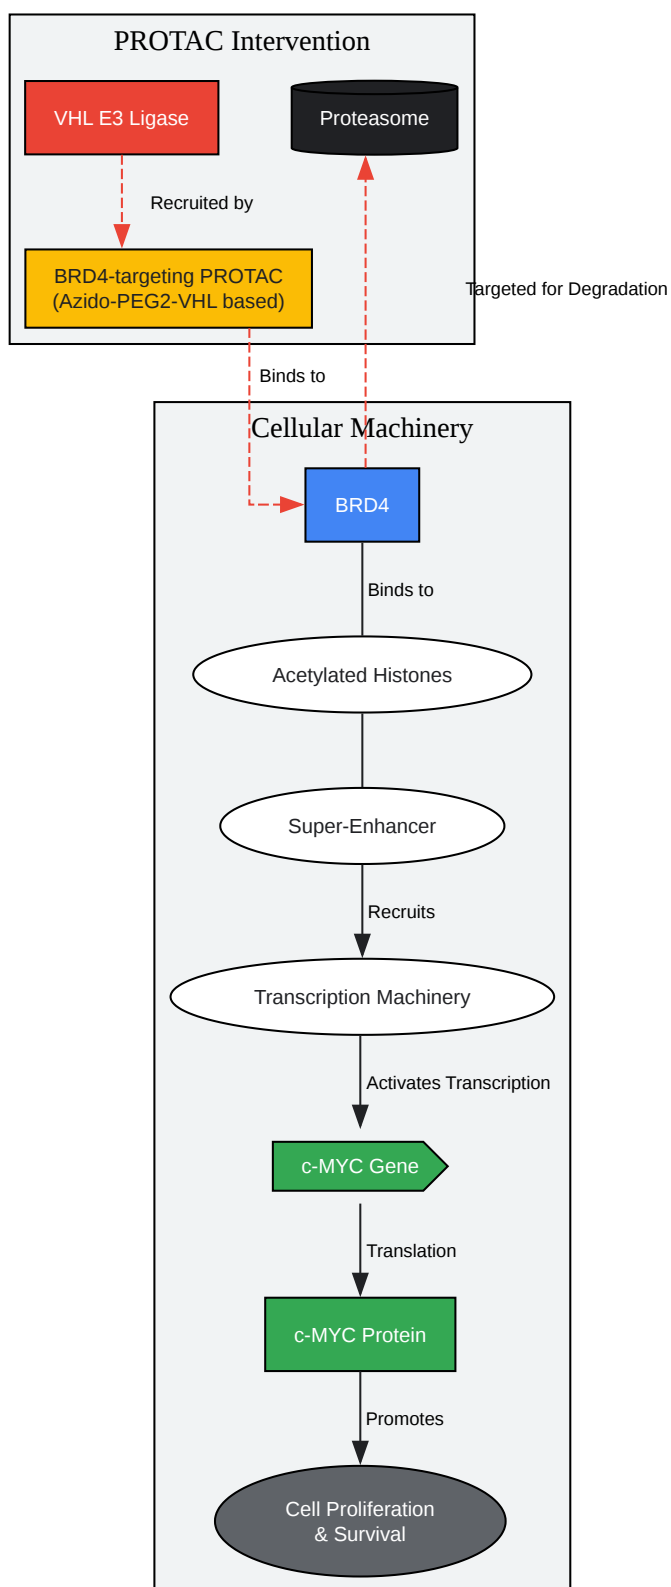 PROTAC Intervention
VHL E3 Ligase
Proteasome
Recruited by
BRD4-targeting PROTAC
(Azido-PEG2-VHL based)
Targeted for Degradation
Binds to
Cellular Machinery
BRD4
Binds to
Acetylated Histones
Super-Enhancer
Recruits
Transcription Machinery
Activates Transcription
c-MYC Gene
Translation
c-MYC Protein
Promotes
Cell Proliferation
& Survival